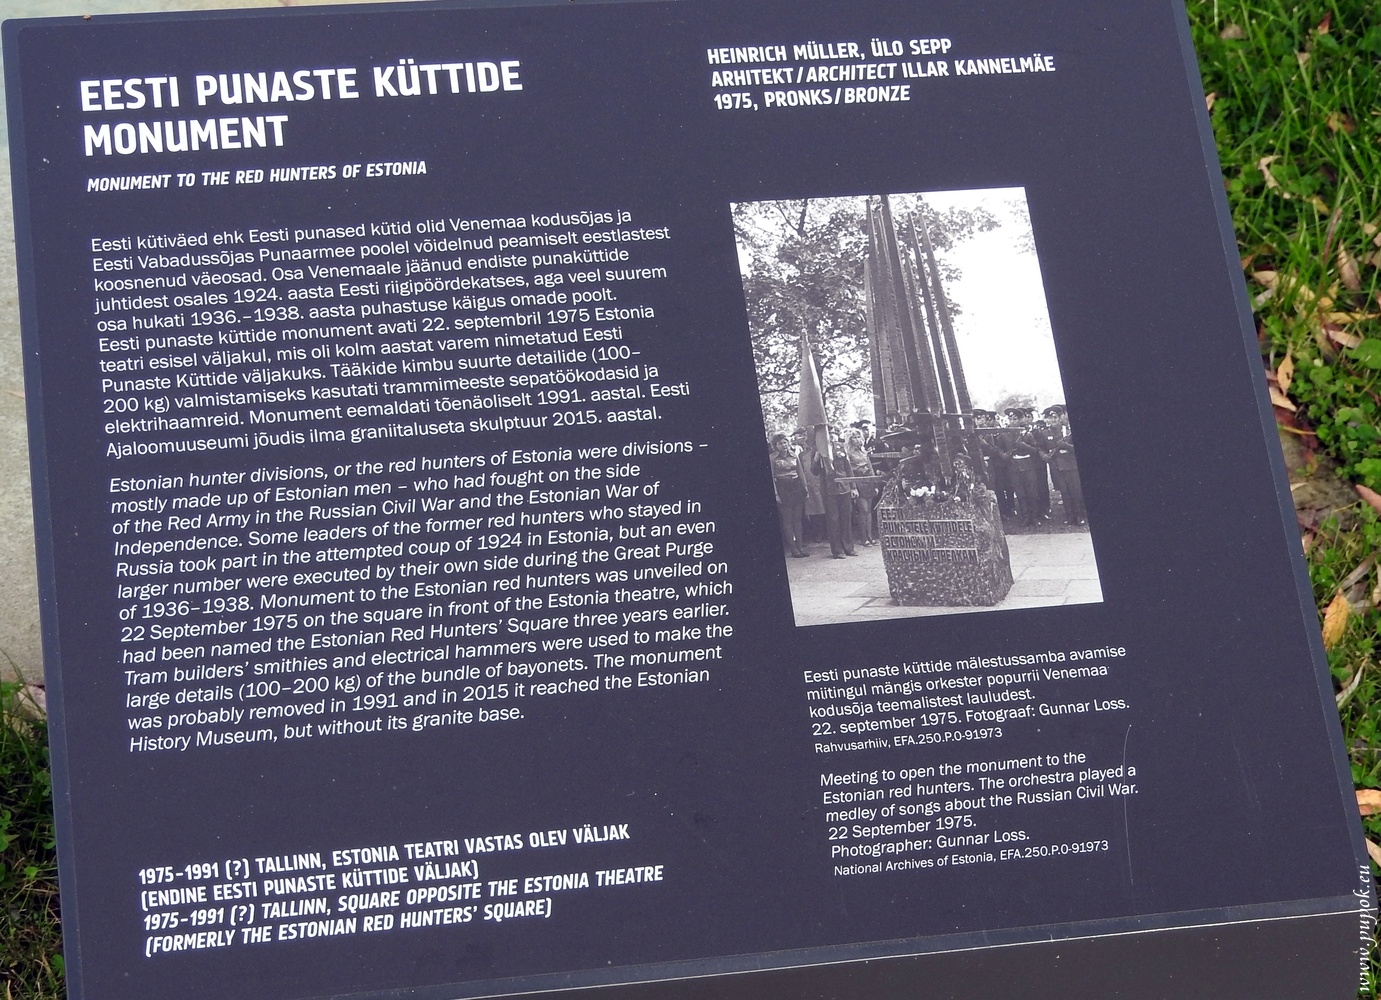 EESTI PUNASTE KÜTTIDE
MONUMENT
MONUMENT TO THE RED HUNTERS OF ESTONIA
HEINRICH MÜLLER, ÜLO SEPP
ARHITEKT/ARCHITECT ILLAR KANNELMÄE
1975, PRONKS/BRONZE
Eesti kütiväed ehk Eesti punased kütid olid Venemaa kodusõjas ja
Eesti Vabadussõjas Punaarmee poolel võidelnud peamiselt eestlastest
koosnenud väeosad. Osa Venemaale jäänud endiste punaküttide
juhtidest osales 1924. aasta Eesti riigipöördekatses, aga veel suurem
osa hukati 1936.–1938. aasta puhastuse käigus omade poolt.
Eesti punaste küttide monument avati 22. septembril 1975 Estonia
teatri esisel väljakul, mis oli kolm aastat varem nimetatud Eesti
Punaste Küttide väljakuks. Tääkide kimbu suurte detailide (100–
200 kg) valmistamiseks kasutati trammimeeste sepatöökodasid ja
elektrihaamreid. Monument eemaldati tõenäoliselt 1991. aastal. Eesti
Ajaloomuuseumi jõudis ilma graniitaluseta skulptuur 2015. aastal.
Estonian hunter divisions, or the red hunters of Estonia were divisions –
mostly made up of Estonian men – who had fought on the side
of the Red Army in the Russian Civil War and the Estonian War of
Independence. Some leaders of the former red hunters who stayed in
Russia took part in the attempted coup of 1924 in Estonia, but an even
larger number were executed by their own side during the Great Purge
of 1936–1938. Monument to the Estonian red hunters was unveiled on
22 September 1975 on the square in front of the Estonia theatre, which
had been named the Estonian Red Hunters' Square three years earlier.
Tram builders' smithies and electrical hammers were used to make the
large details (100–200 kg) of the bundle of bayonets. The monument
was probably removed in 1991 and in 2015 it reached the Estonian
History Museum, but without its granite base.
1975-1991 (?) TALLINN, ESTONIA TEATRI VASTAS OLEV VÄLJAK
(ENDINE EESTI PUNASTE KÜTTIDE VÄLJAK)
1975-1991 (?) TALLINN, SQUARE OPPOSITE THE ESTONIA THEATRE
(FORMERLY THE ESTONIAN RED HUNTERS' SQUARE)
EESTI
PUNASTELE KÜTTIDELE
ЭСТОНСКИМ
КРАСНЫМ СТРЕЛКАМ
Eesti punaste küttide mälestussamba avamise
miitingul mängis orkester popurrii Venemaa
kodusõja teemalistest lauludest.
22. september 1975. Fotograaf: Gunnar Loss.
Rahvusarhiiv, EFA.250.P.0-91973
Meeting to open the monument to the
Estonian red hunters. The orchestra played a
medley of songs about the Russian Civil War.
22 September 1975.
Photographer: Gunnar Loss.
National Archives of Estonia, EFA.250.P.0-91973
www.pupok.eu